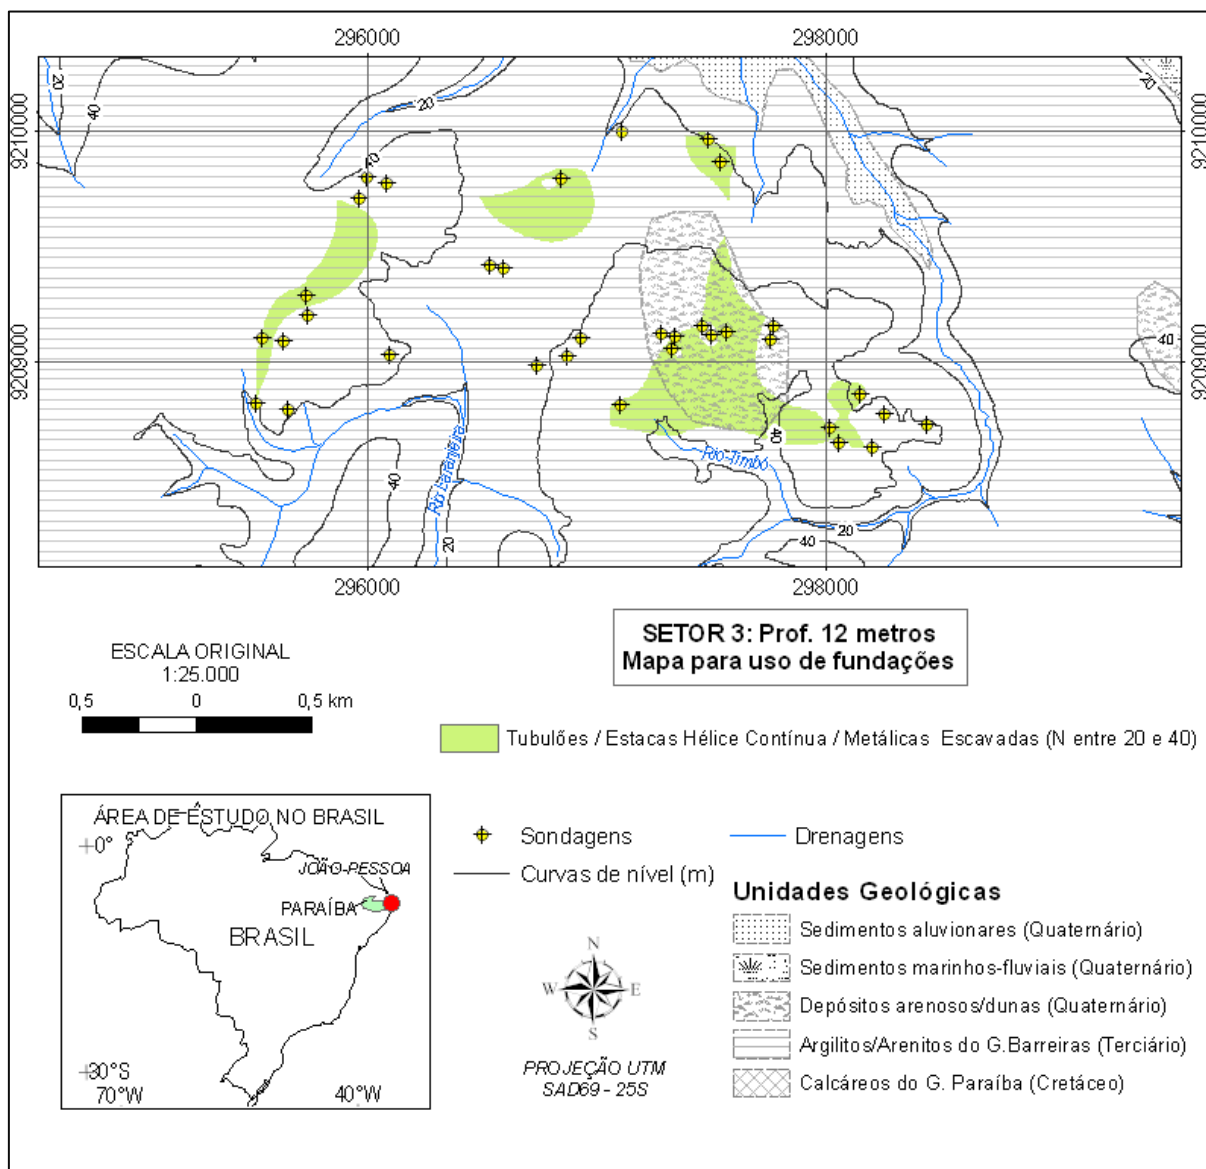 296000
298000
9210000
9210000
20
40
20
40
40
20
9209000
9209000
40
40
Rio Laranjeira
Rio-Timbó
40
20
20
40
296000
298000
SETOR 3: Prof. 12 metros
Mapa para uso de fundações
ESCALA ORIGINAL
1:25.000
0,5 0 0,5 km
Tubulões / Estacas Hélice Contínua / Metálicas Escavadas (N entre 20 e 40)
ÁREA DE ESTUDO NO BRASIL
0°
JOÃO-PESSOA
PARAÍBA
BRASIL
30°S
70°W 40°W
Sondagens
Drenagens
Curvas de nível (m)
N
W E
S
PROJEÇÃO UTM
SAD69 - 25S
Unidades Geológicas
Sedimentos aluvionares (Quaternário)
Sedimentos marinhos-fluviais (Quaternário)
Depósitos arenosos/dunas (Quaternário)
Argilitos/Arenitos do G.Barreiras (Terciário)
Calcáreos do G. Paraíba (Cretáceo)